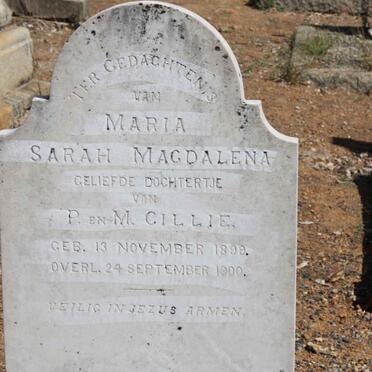 TER GEDACHTENIS
VAN
MARIA
SARAH MAGDALENA
GELIEFDE DOCHTERTJE
VAN
P. EN M. CILLIE.
GEB. 13 NOVEMBER 1899.
OVERL. 24 SEPTEMBER 1900.
VEILIG IN JEZUS ARMEN.